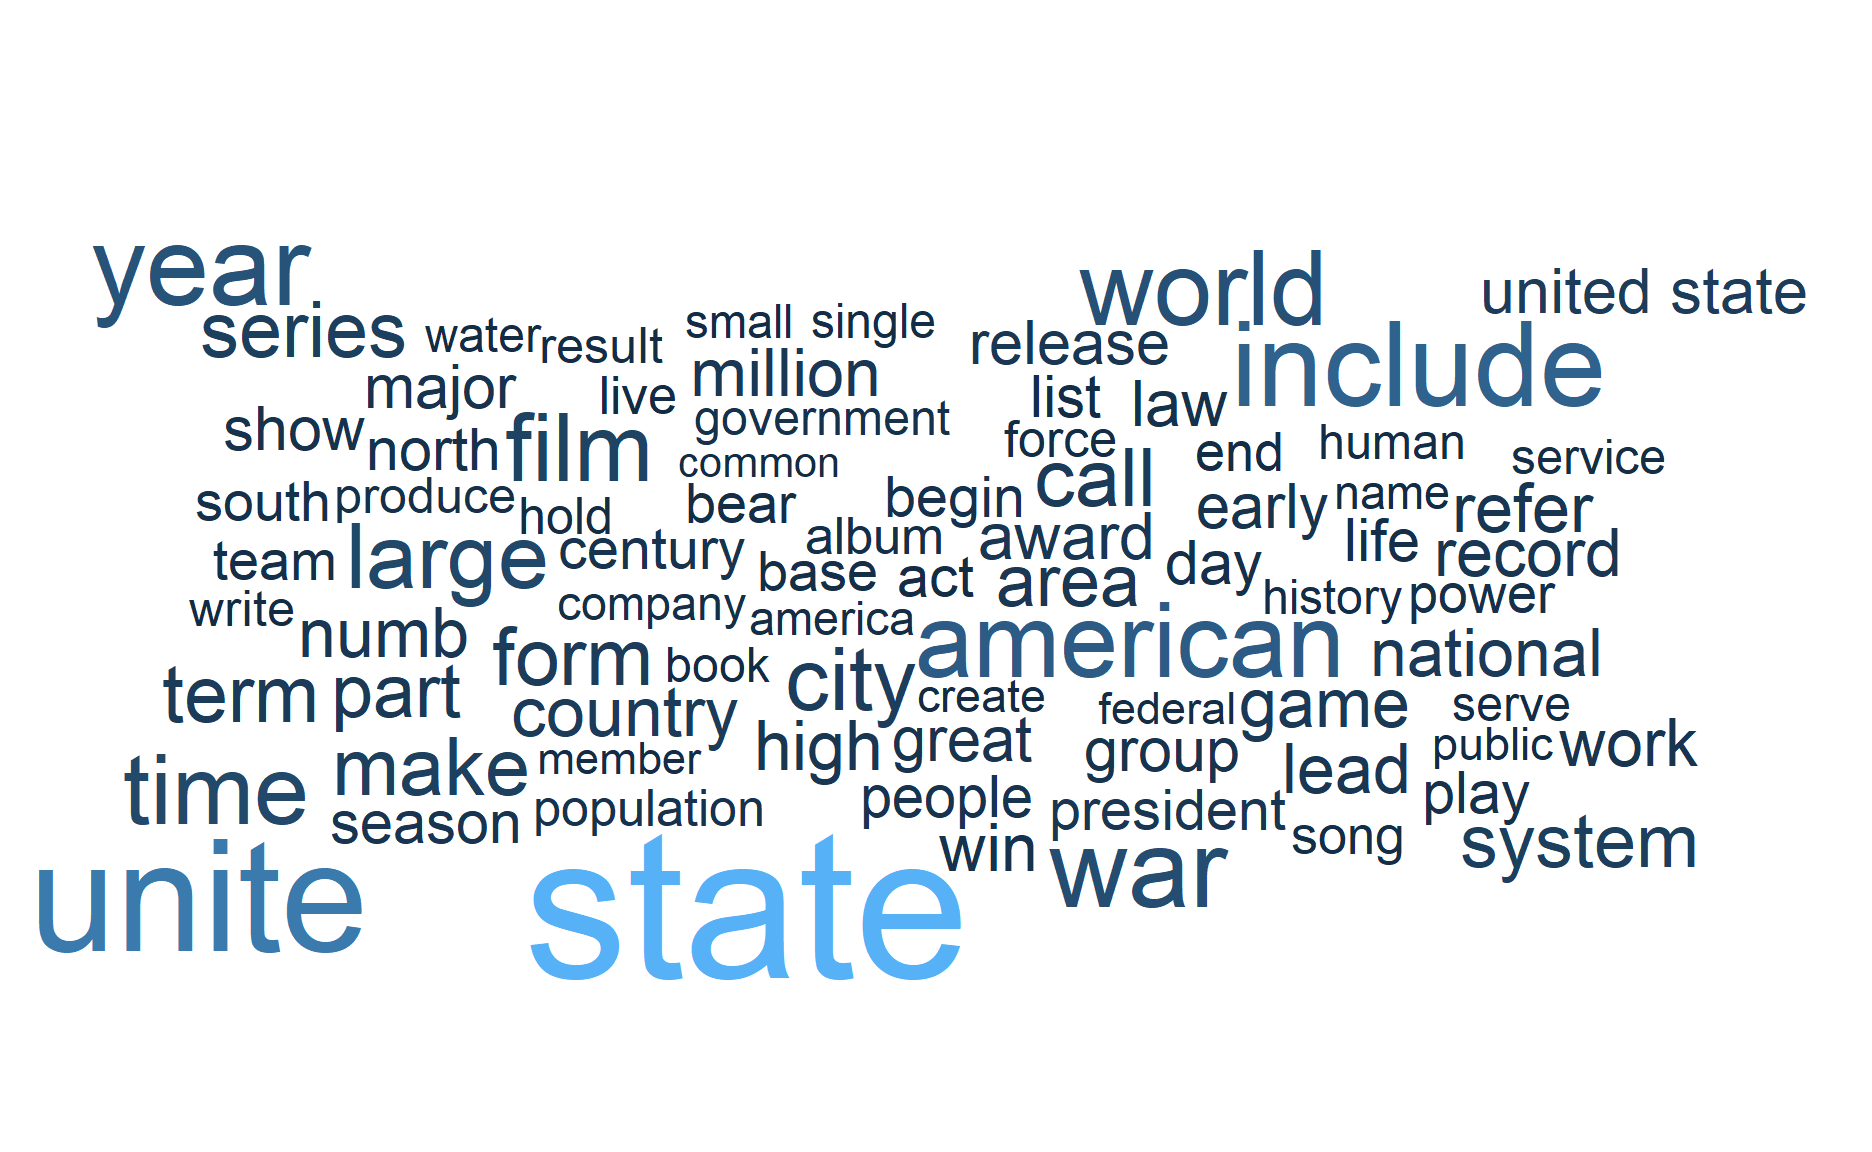 year
world
united state
series
water
result
small
single
release
include
major
live
million
list
law
show
north
film
government
force
end
human
service
common
call
south
produce
hold
bear
begin
early
name
refer
team
large
century
album
award
day
life
record
base
act
area
write
numb
company
america
history
power
form
book
city
american
national
term
part
country
create
federal
game
serve
time
make
member
high
great
group
lead
public
work
season
population
people
president
play
win
song
system
unite
state
war